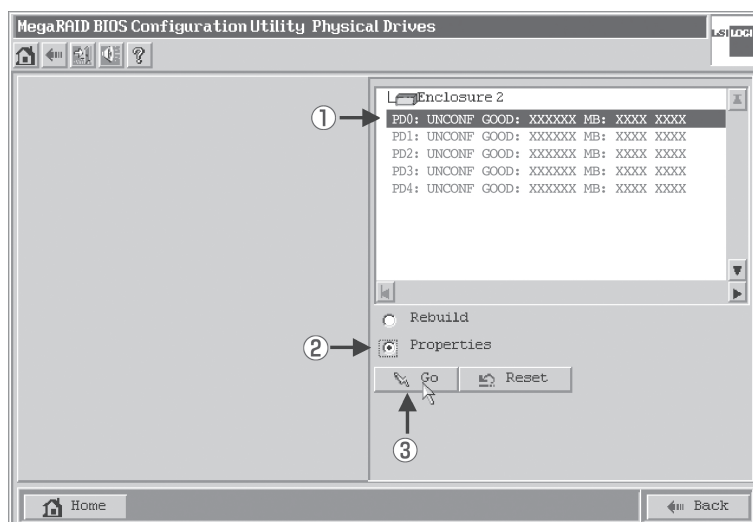 MegaRAID BIOS Configuration Utility Physical Drives
LSI LOGI
?
Enclosure 2
① PD0: UNCONF GOOD: XXXXXX MB: XXXX XXXX
PD1: UNCONF GOOD: XXXXXX MB: XXXX XXXX
PD2: UNCONF GOOD: XXXXXX MB: XXXX XXXX
PD3: UNCONF GOOD: XXXXXX MB: XXXX XXXX
PD4: UNCONF GOOD: XXXXXX MB: XXXX XXXX
Rebuild
② Properties
Go Reset
③
Home Back